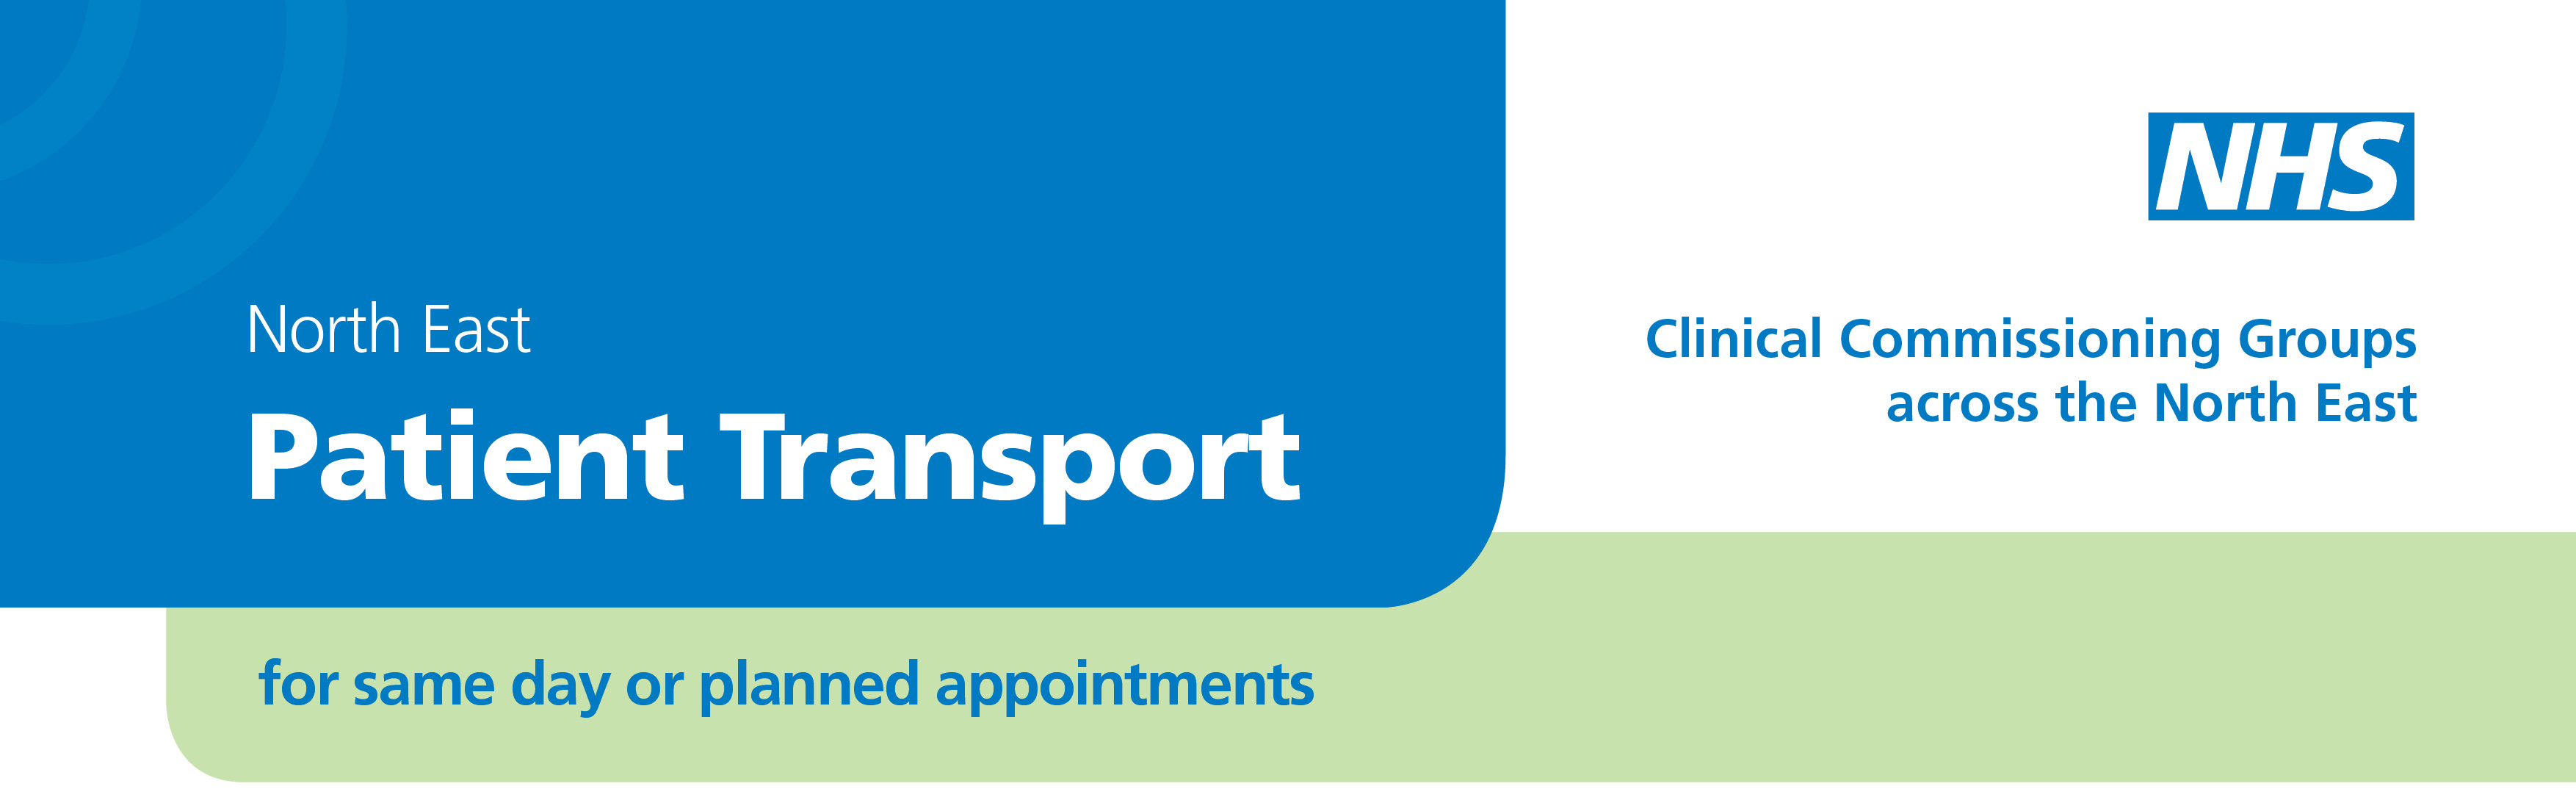 North East
Patient Transport
for same day or planned appointments
NHS
Clinical Commissioning Groups
across the North East